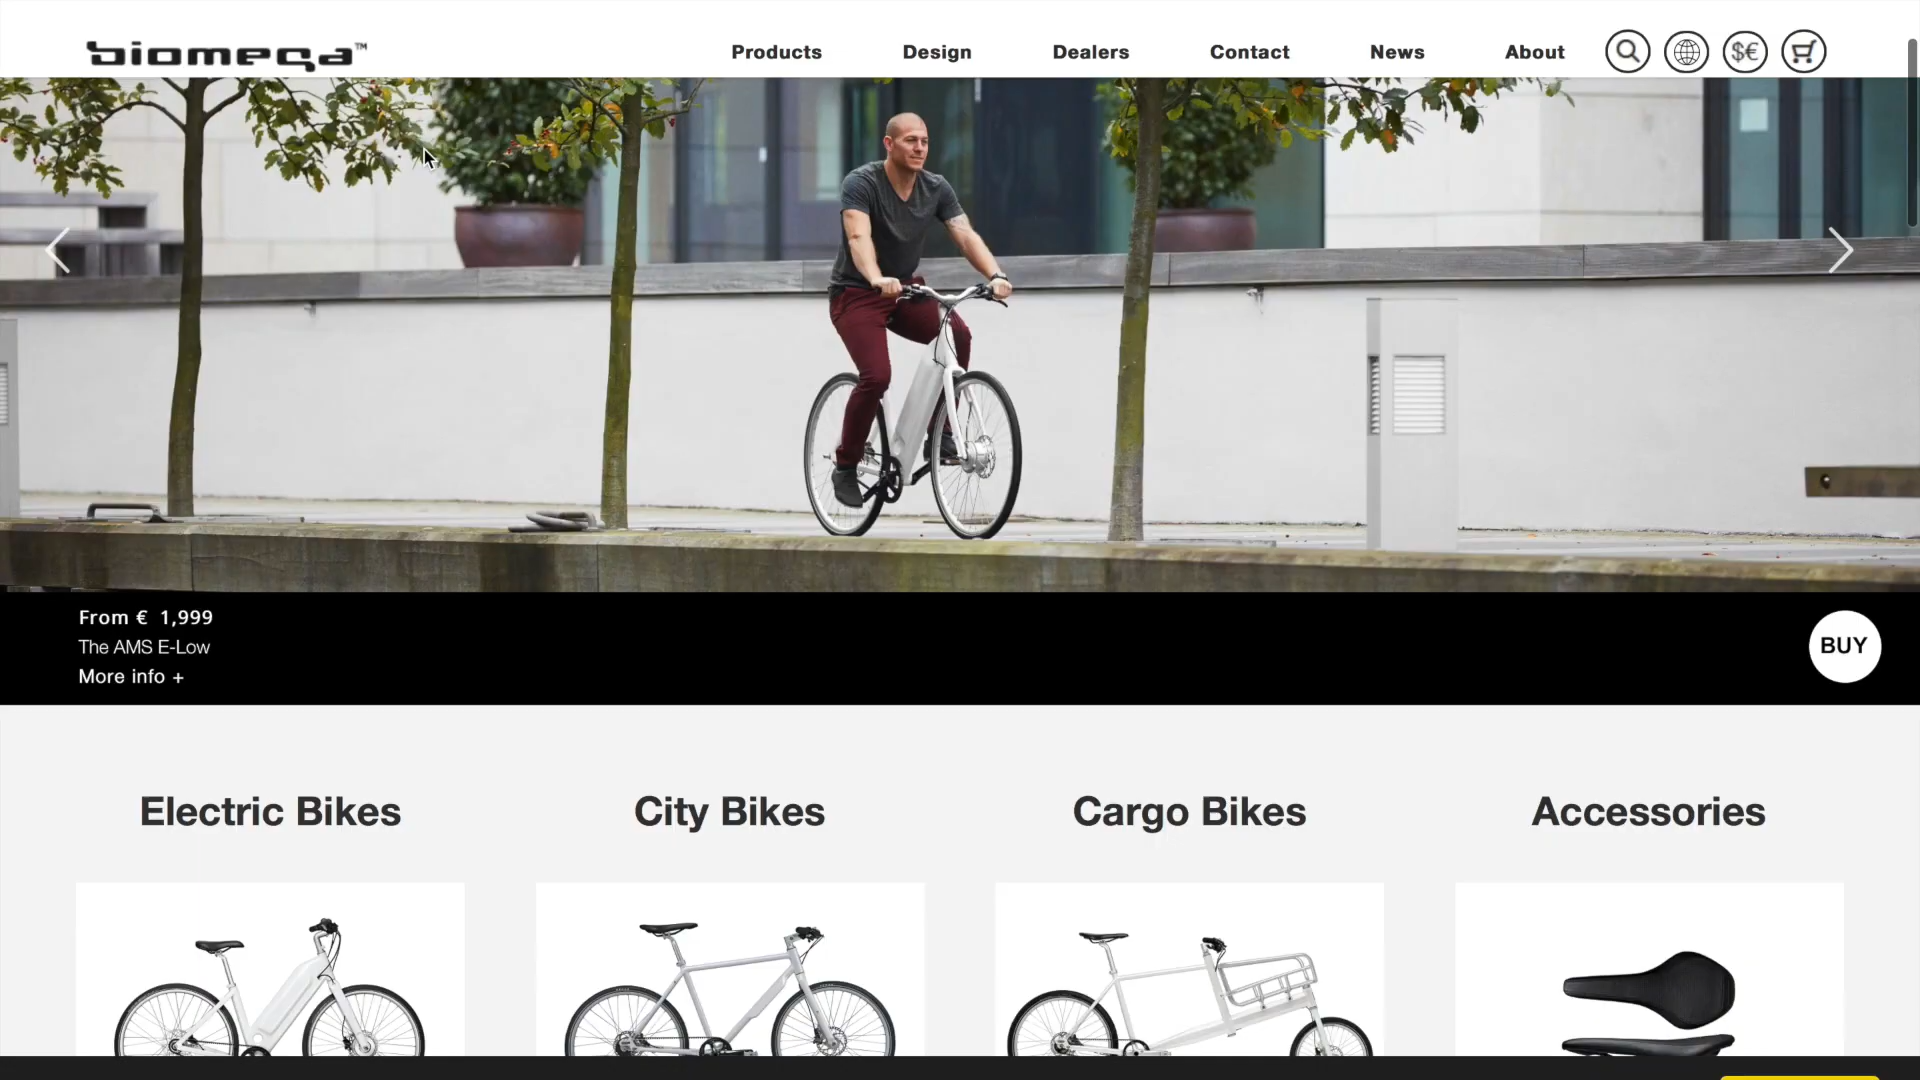 biomega™
Products Design Dealers Contact News About $€
From € 1,999
The AMS E-Low
More info +
BUY
Electric Bikes City Bikes Cargo Bikes Accessories